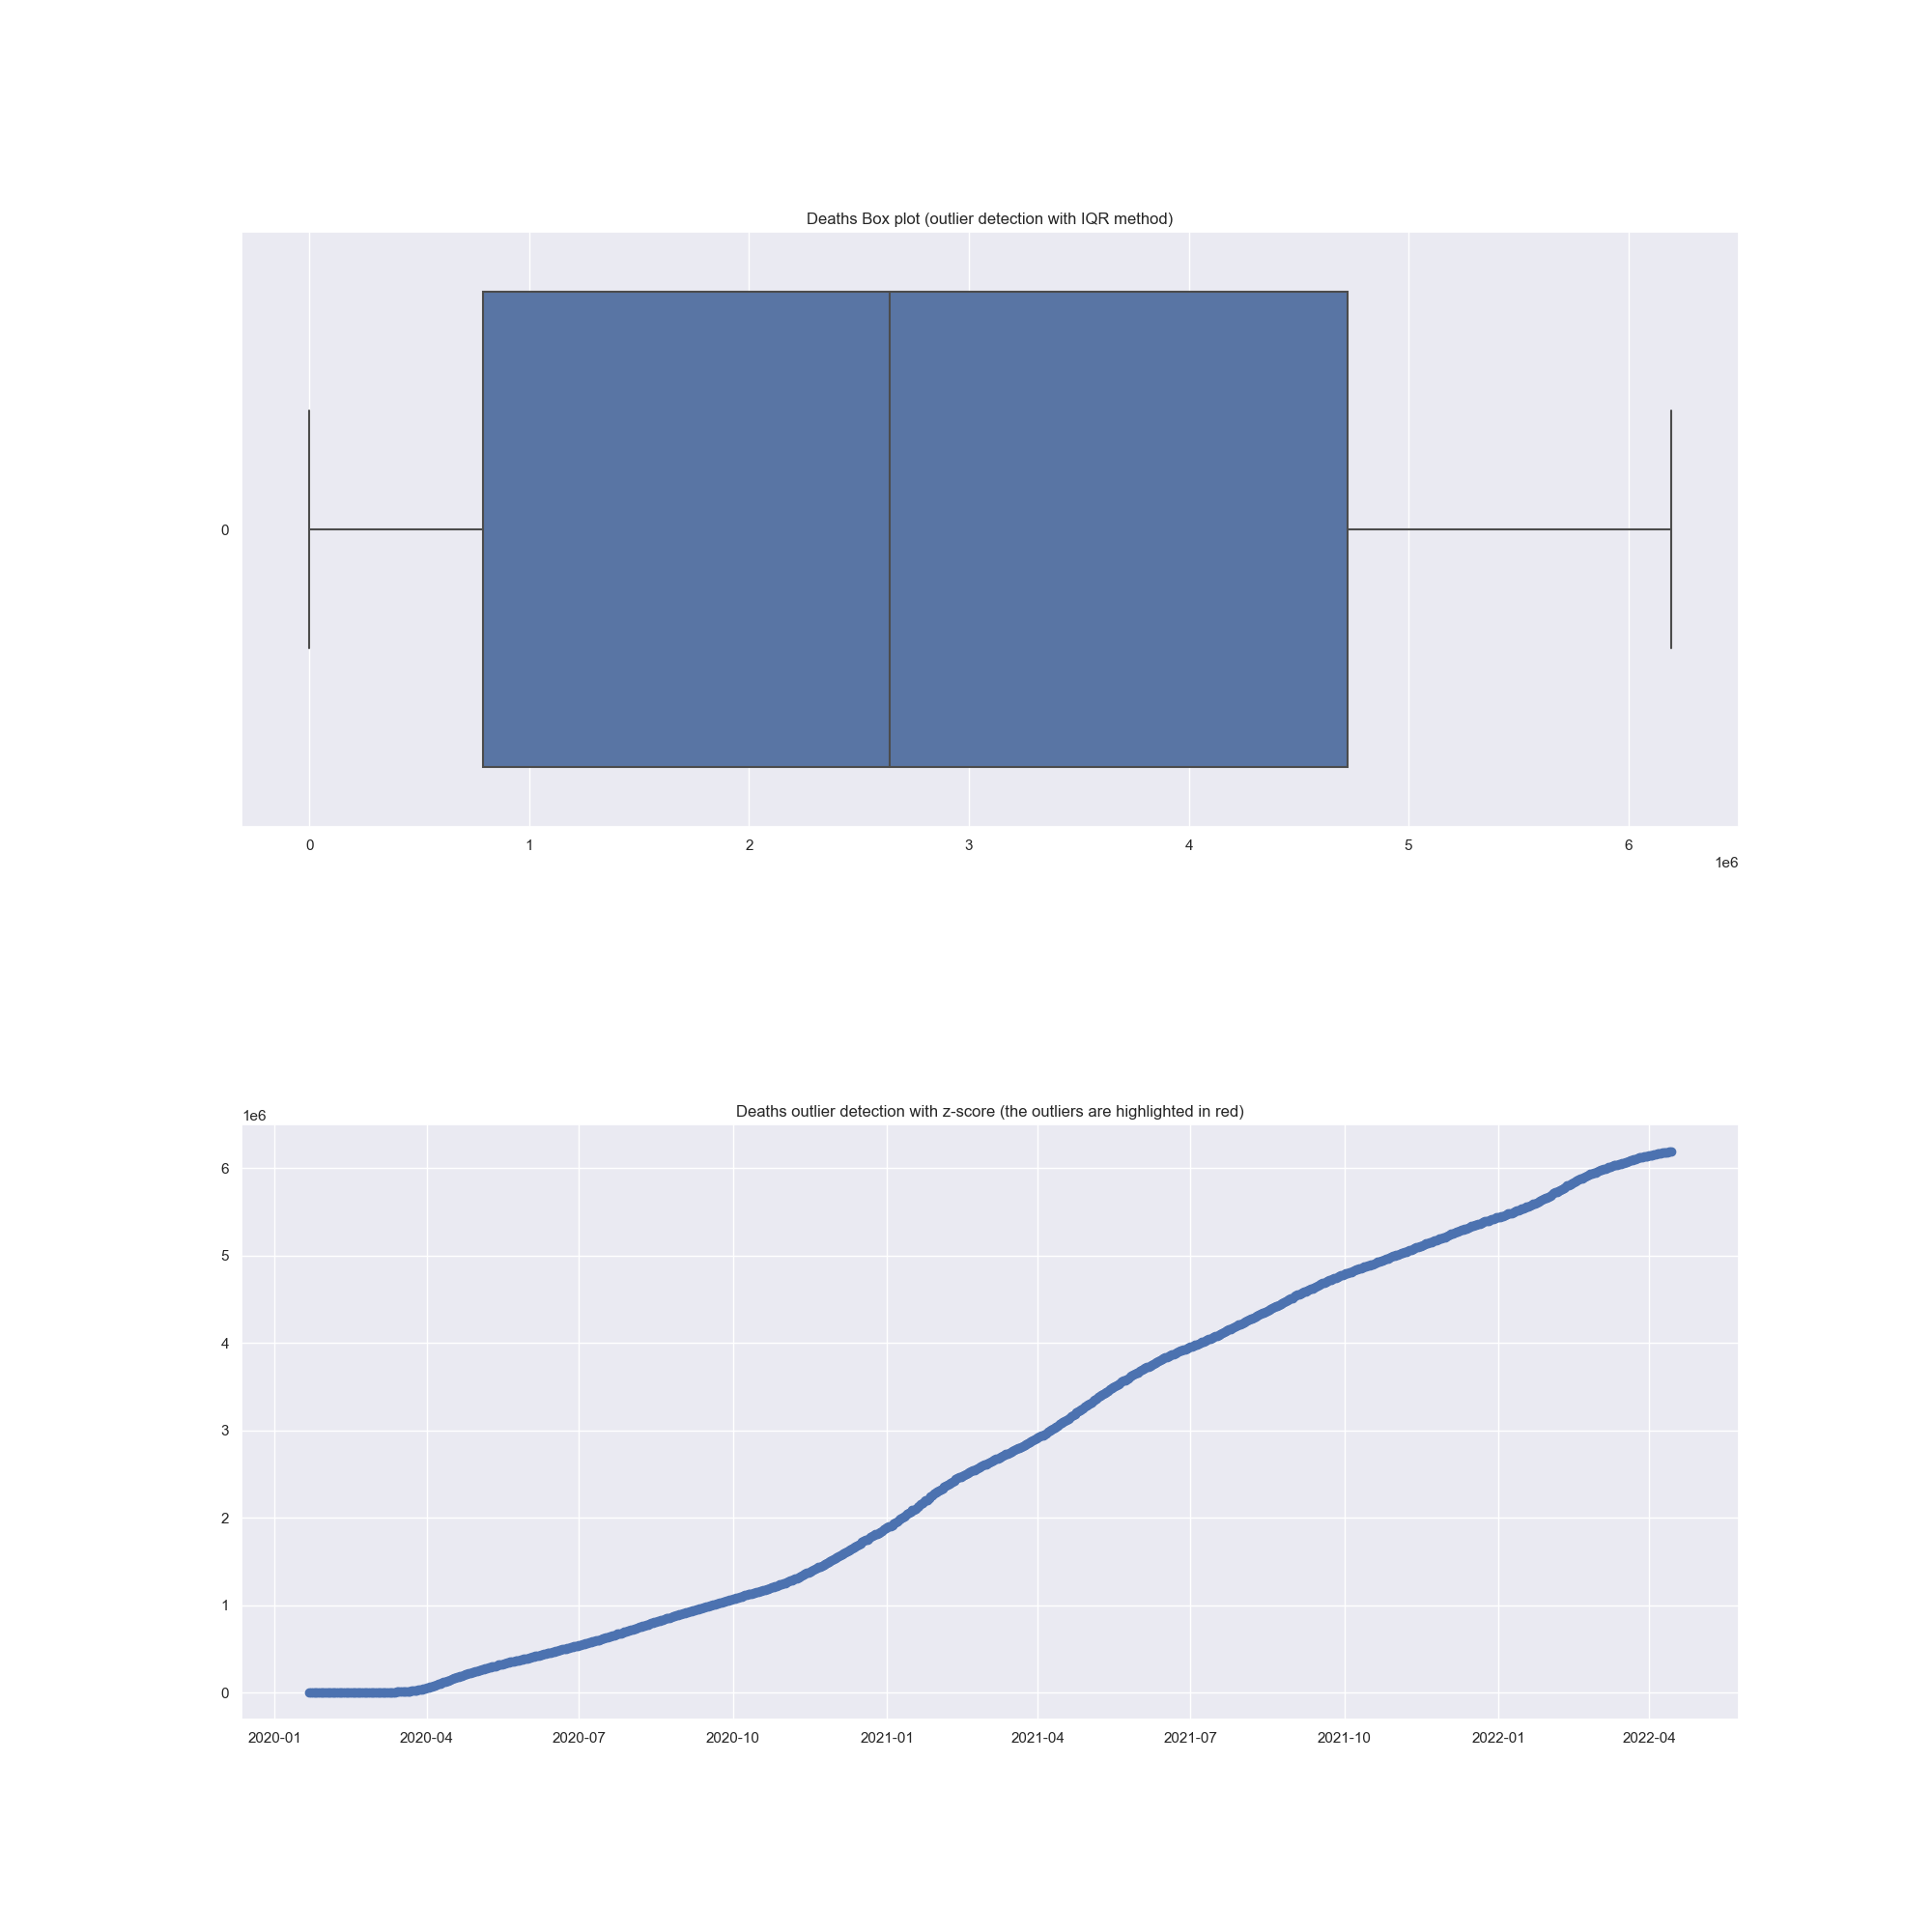 Deaths Box plot (outlier detection with IQR method)
0
0 1 2 3 4 5 6
1e6
Deaths outlier detection with z-score (the outliers are highlighted in red)
1e6
6
5
4
3
2
1
0
2020-01 2020-04 2020-07 2020-10 2021-01 2021-04 2021-07 2021-10 2022-01 2022-04